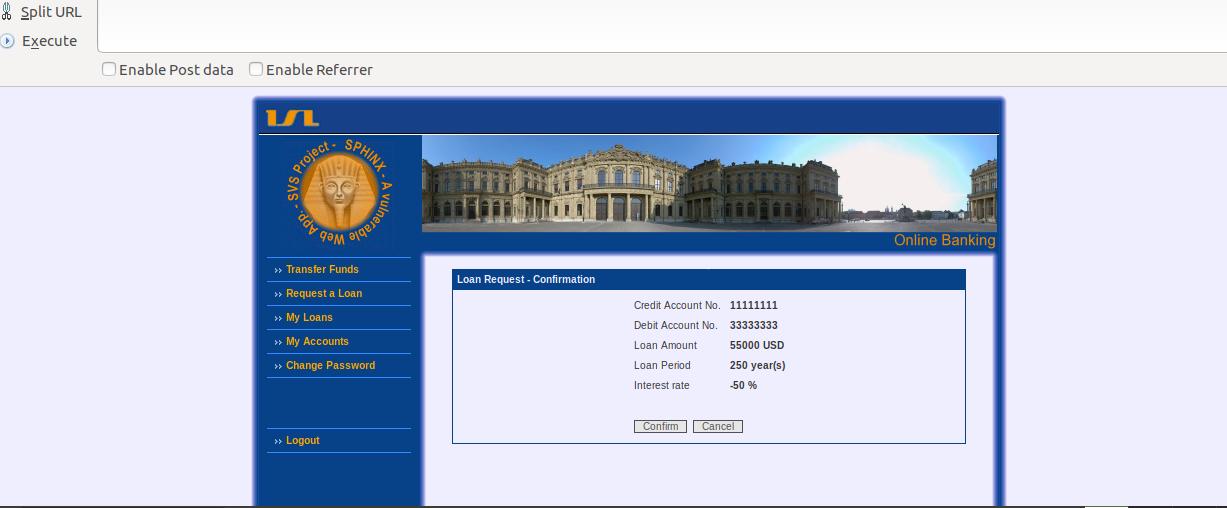 Split URL
Execute
Enable Post data Enable Referrer
ISL
SVS Project - SPHINX - A vulnerable Web App -
Online Banking
›› Transfer Funds
›› Request a Loan
›› My Loans
›› My Accounts
›› Change Password
›› Logout
Loan Request - Confirmation
Credit Account No. 11111111
Debit Account No. 33333333
Loan Amount 55000 USD
Loan Period 250 year(s)
Interest rate -50 %
Confirm Cancel